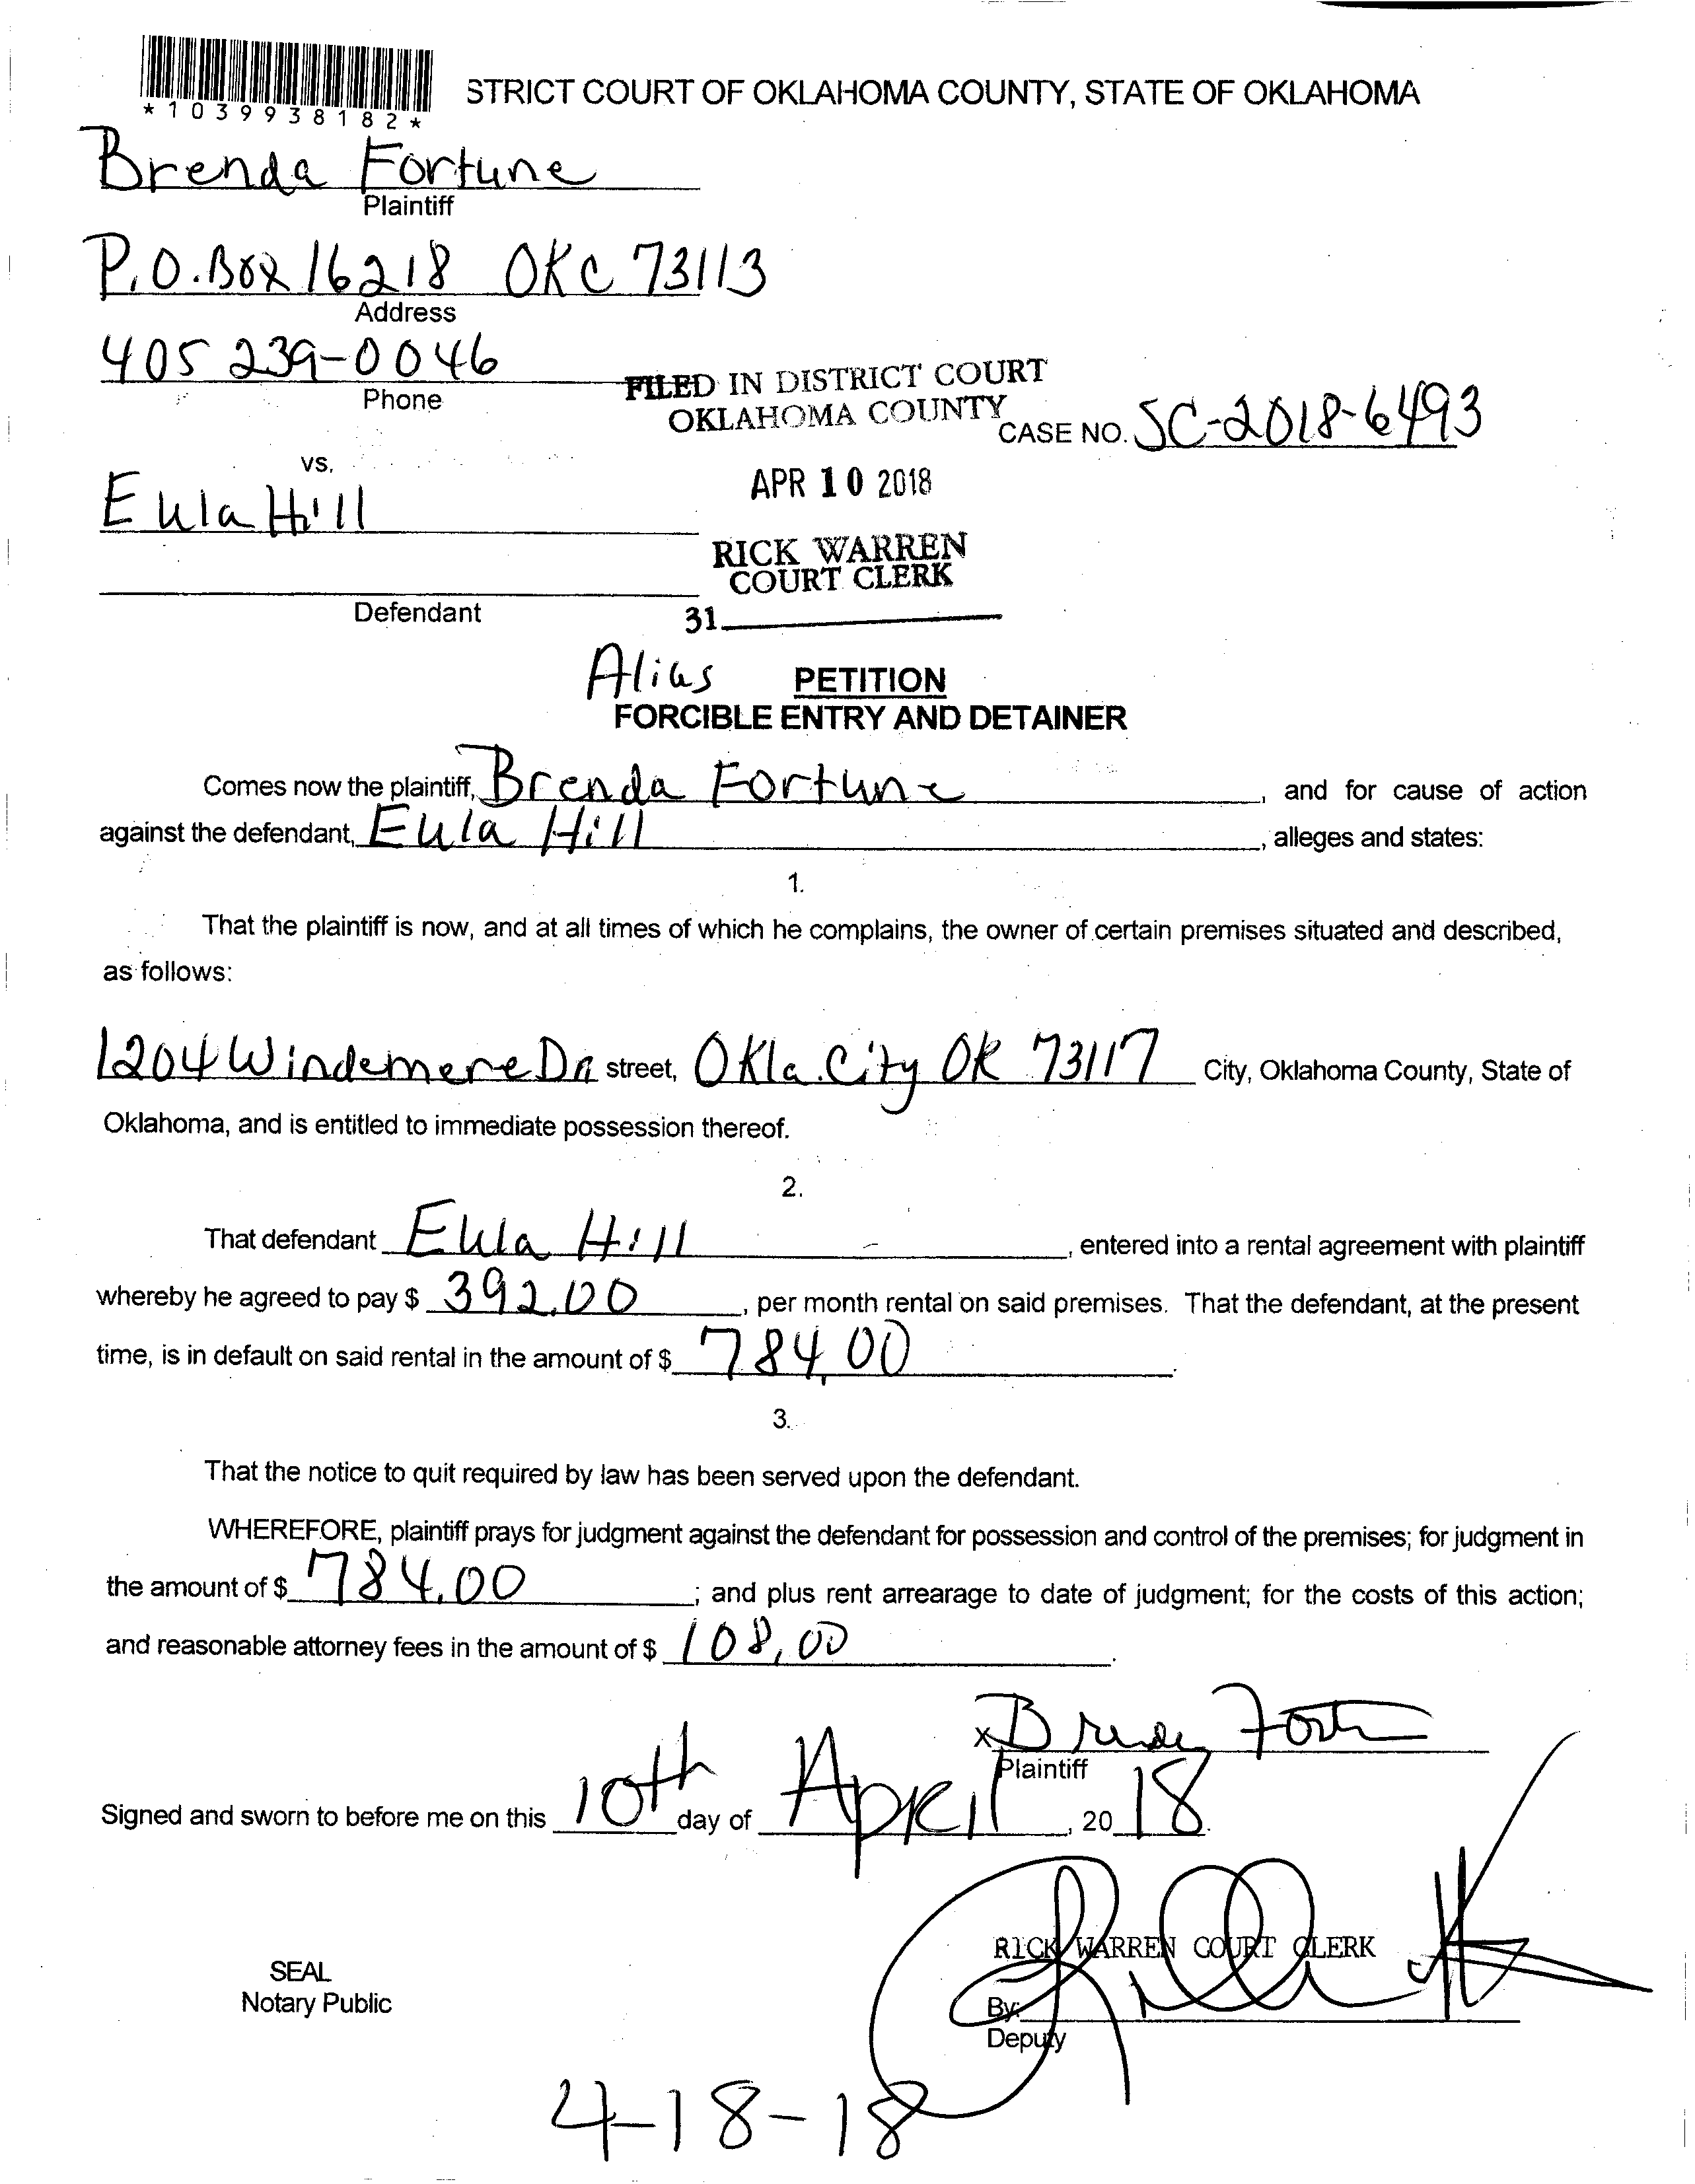 STRICT COURT OF OKLAHOMA COUNTY, STATE OF OKLAHOMA
*1039938182*
Brenda Fortune
Plaintiff
P.O. Box 16218 OKC 73113
Address
405 239-0046
Phone
FILED IN DISTRICT COURT
OKLAHOMA COUNTY
CASE NO. SC-2018-6493
vs.
APR 10 2018
Eula Hill
RICK WARREN
COURT CLERK
Defendant
31
Alias PETITION
FORCIBLE ENTRY AND DETAINER
Comes now the plaintiff, Brenda Fortune, and for cause of action
against the defendant, Eula Hill, alleges and states:
1.
That the plaintiff is now, and at all times of which he complains, the owner of certain premises situated and described,
as follows:
1204 Windemere Dr street, Okla. City OK 73117 City, Oklahoma County, State of
Oklahoma, and is entitled to immediate possession thereof.
2.
That defendant Eula Hill, entered into a rental agreement with plaintiff
whereby he agreed to pay $ 392.00, per month rental on said premises. That the defendant, at the present
time, is in default on said rental in the amount of $ 784.00.
3.
That the notice to quit required by law has been served upon the defendant.
WHEREFORE, plaintiff prays for judgment against the defendant for possession and control of the premises; for judgment in
the amount of $ 784.00; and plus rent arrearage to date of judgment; for the costs of this action;
and reasonable attorney fees in the amount of $ 108.00.
x Brenda Fort
Plaintiff
Signed and sworn to before me on this 10th day of April, 2018.
RICK WARREN COURT CLERK
SEAL
Notary Public
By:
Deputy
4-18-18